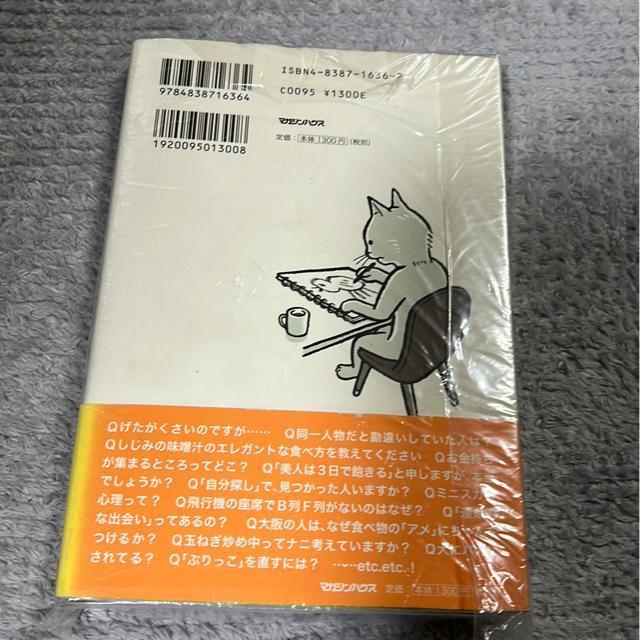 ISBN4-8387-1636-2
9784838716364
C0095 ¥1300E
マガジンハウス
定価：本体1300円(税別)
1920095013008
Qげたがくさいのですが…… Q同一人物だと勘違いしていた人は
Qしじみの味噌汁のエレガントな食べ方を教えてください Qお金持
が集まるところってどこ？ Q「美人は3日で飽きる」と申しますが、
でしょうか？ Q「自分探し」で、見つかった人いますか？ Qミニスカ
心理って？ Q飛行機の座席でB列F列がないのはなぜ？ Q「運命
な出会い」ってあるの？ Q大阪の人は、なぜ食べ物の「アメ」に
つけるか？ Q玉ねぎ炒め中ってナニ考えていますか？
されてる？ Q「ぶりっこ」を直すには？ ……etc.etc.！
マガジンハウス
定価：本体1300円